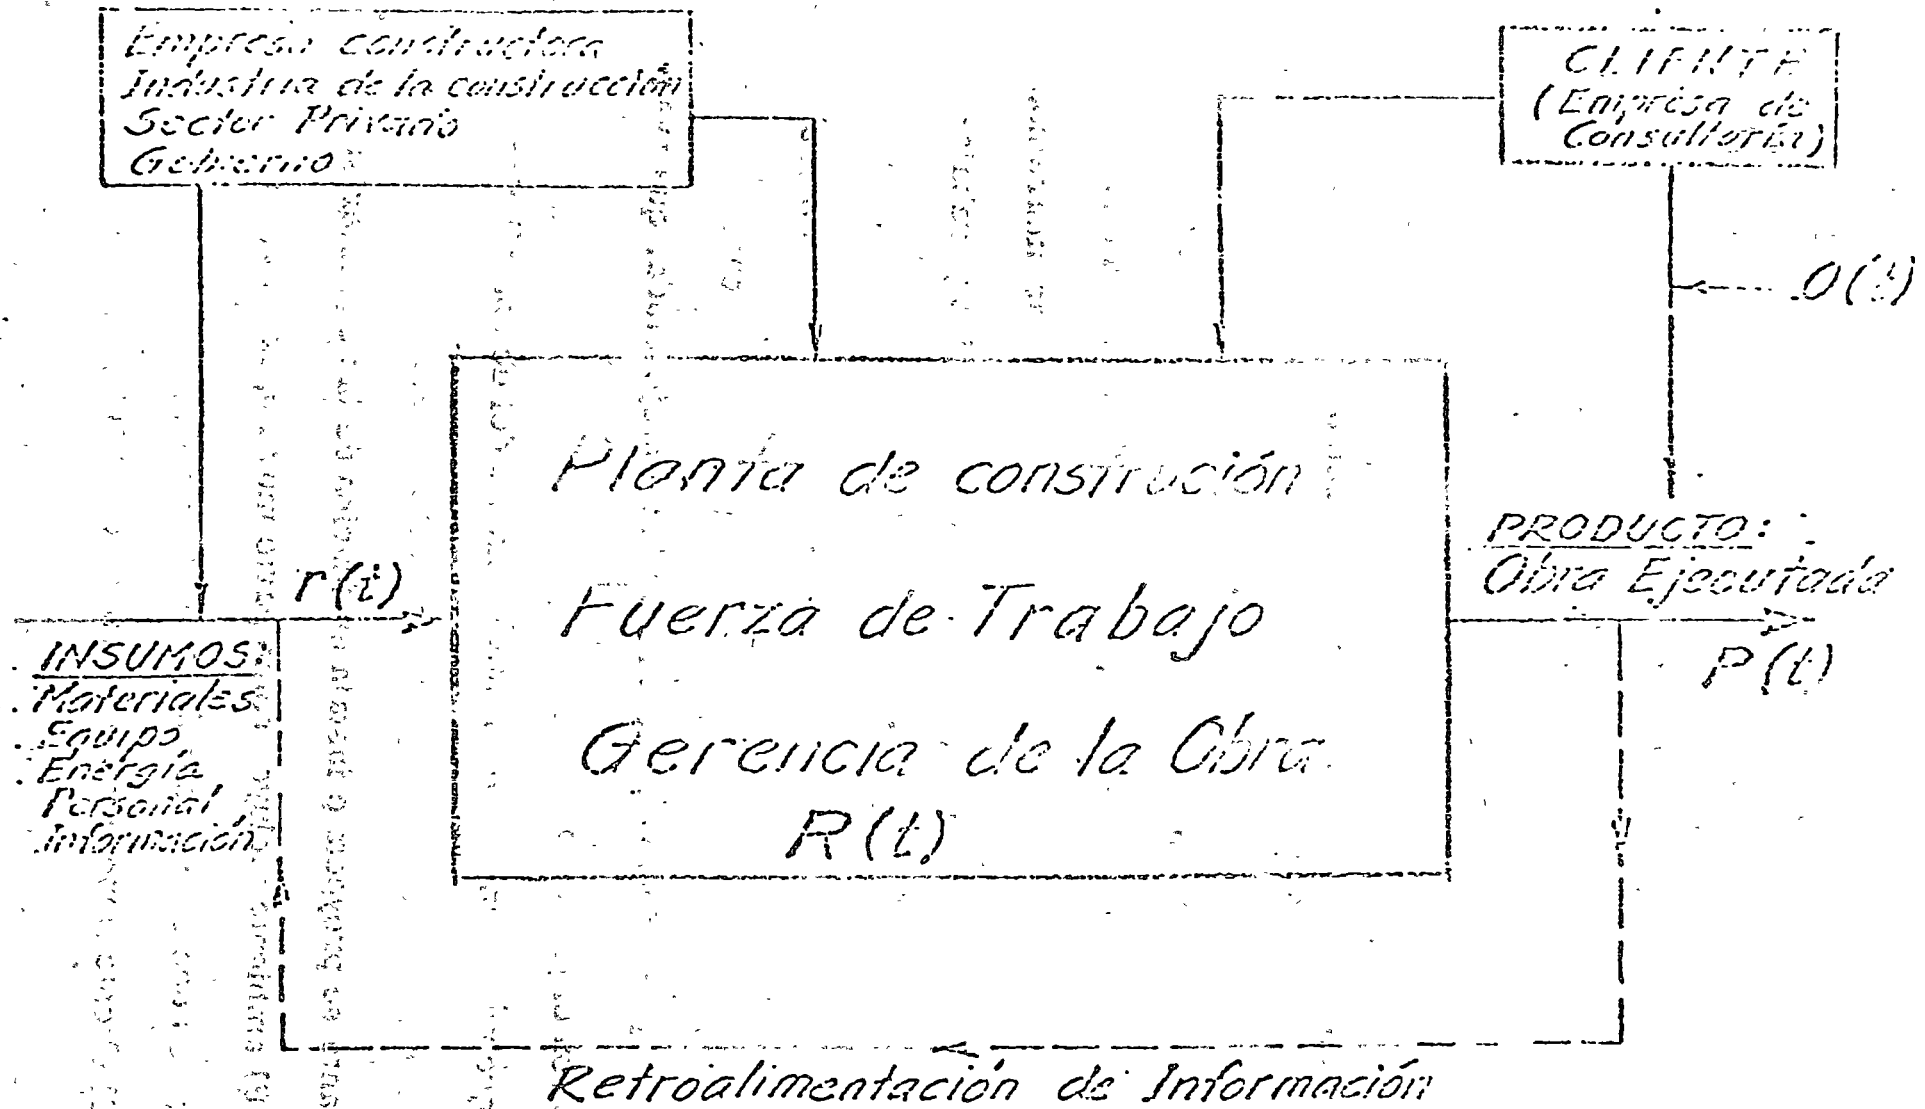 Empresa constructora
Industria de la construcción
Sector Privado
Gobierno
CLIENTE
(Empresa de
Consultoría)
O(t)
Planta de construción
Fuerza de Trabajo
Gerencia de la Obra
R(t)
r(t)
INSUMOS:
Materiales
Equipo
Energía
Personal
Información
PRODUCTO:
Obra Ejecutada
P(t)
Retroalimentación de Información